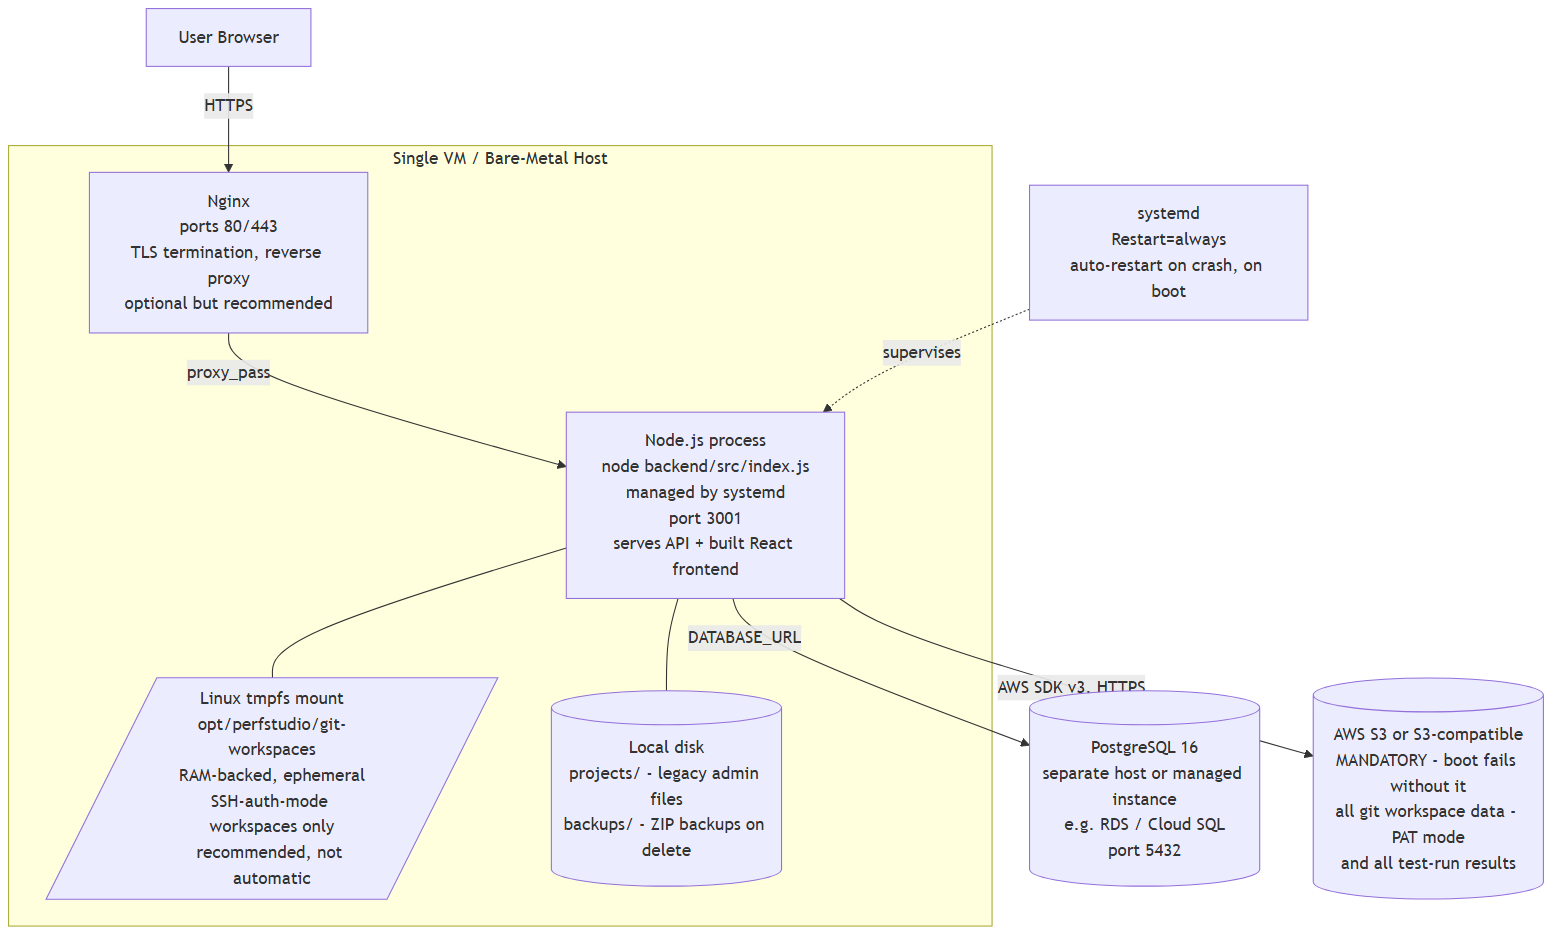 User Browser
HTTPS
Single VM / Bare-Metal Host
Nginx
ports 80/443
TLS termination, reverse
proxy
optional but recommended
systemd
Restart=always
auto-restart on crash, on
boot
supervises
proxy_pass
Node.js process
node backend/src/index.js
managed by systemd
port 3001
serves API + built React
frontend
DATABASE_URL
AWS SDK v3, HTTPS
Linux tmpfs mount
opt/perfstudio/git-
workspaces
RAM-backed, ephemeral
SSH-auth-mode
workspaces only
recommended, not
automatic
Local disk
projects/ - legacy admin
files
backups/ - ZIP backups on
delete
PostgreSQL 16
separate host or managed
instance
e.g. RDS / Cloud SQL
port 5432
AWS S3 or S3-compatible
MANDATORY - boot fails
without it
all git workspace data -
PAT mode
and all test-run results